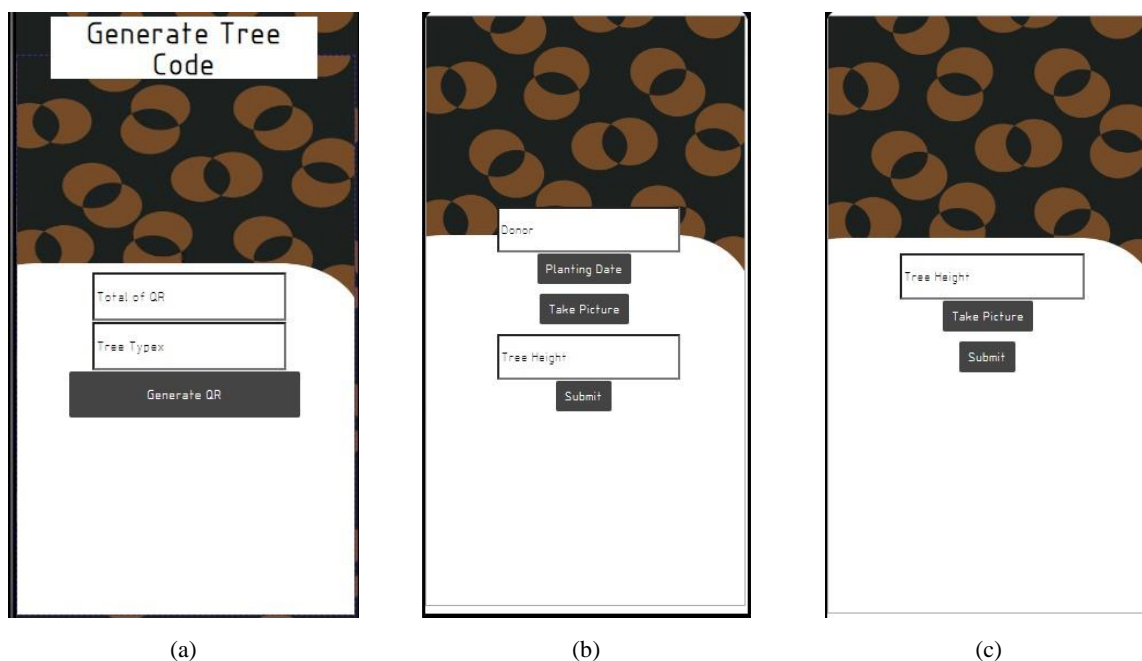 Generate Tree
Code
Total of QR
Tree Typex
Generate QR
(a)
Donor
Planting Date
Take Picture
Tree Height
Submit
(b)
Tree Height
Take Picture
Submit
(c)